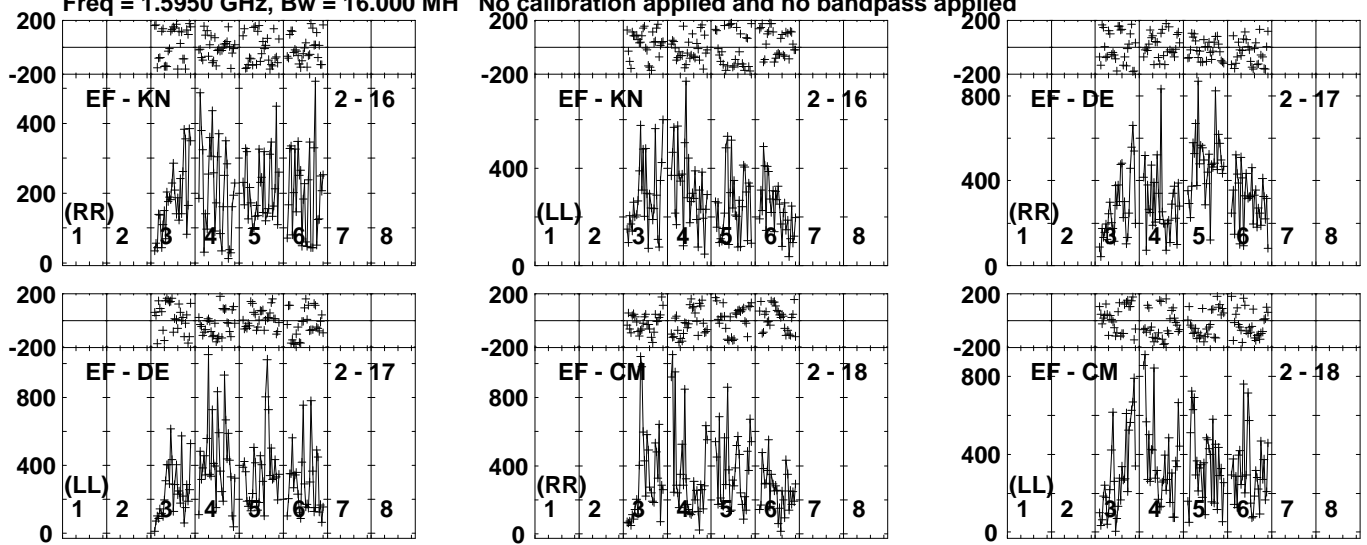 Freq = 1.5950 GHz, Bw = 16.000 MH No calibration applied and no bandpass applied
200
-200
EF - KN 2 - 16
400
200
0
(RR)
1 2 3 4 5 6 7 8
EF - KN 2 - 16
400
0
(LL)
1 2 3 4 5 6 7 8
200
-200
800
EF - DE 2 - 17
400
0
(RR)
1 2 3 4 5 6 7 8
200
-200
EF - DE 2 - 17
800
400
0
(LL)
1 2 3 4 5 6 7 8
200
-200
EF - CM 2 - 18
800
400
0
(RR)
1 2 3 4 5 6 7 8
200
-200
EF - CM 2 - 18
800
400
0
(LL)
1 2 3 4 5 6 7 8